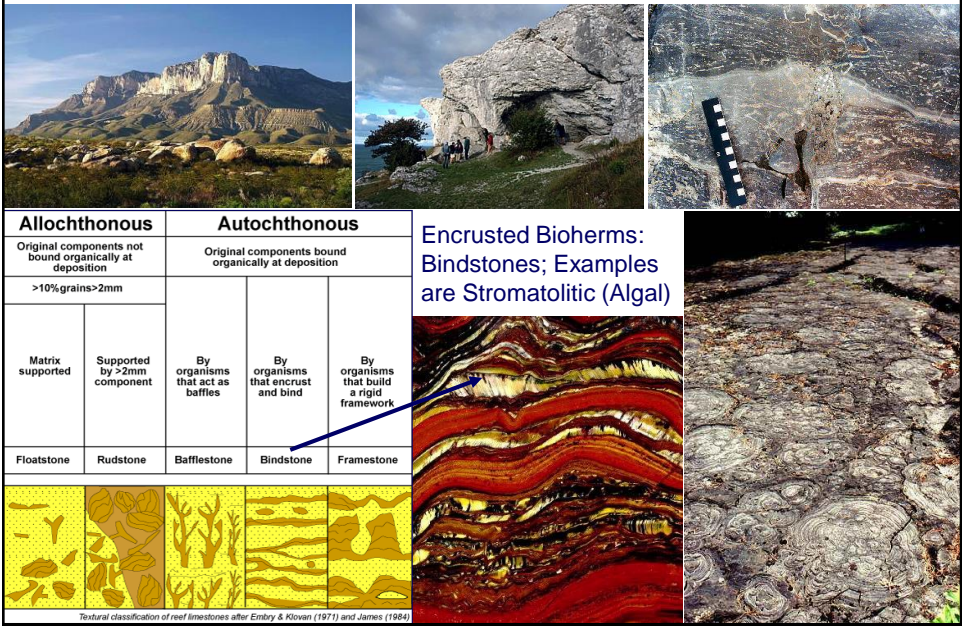 Allochthonous
Autochthonous
Original components not
bound organically at
deposition
Original components bound
organically at deposition
>10%grains>2mm
Matrix
supported
Supported
by >2mm
component
By
organisms
that act as
baffles
By
organisms
that encrust
and bind
By
organisms
that build
a rigid
framework
Floatstone
Rudstone
Bafflestone
Bindstone
Framestone
Textural classification of reef limestones after Embry & Klovan (1971) and James (1984)
Encrusted Bioherms:
Bindstones; Examples
are Stromatolitic (Algal)